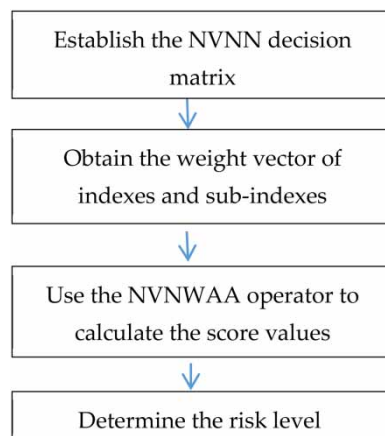 Establish the NVNN decision
matrix
Obtain the weight vector of
indexes and sub-indexes
Use the NVNWAA operator to
calculate the score values
Determine the risk level